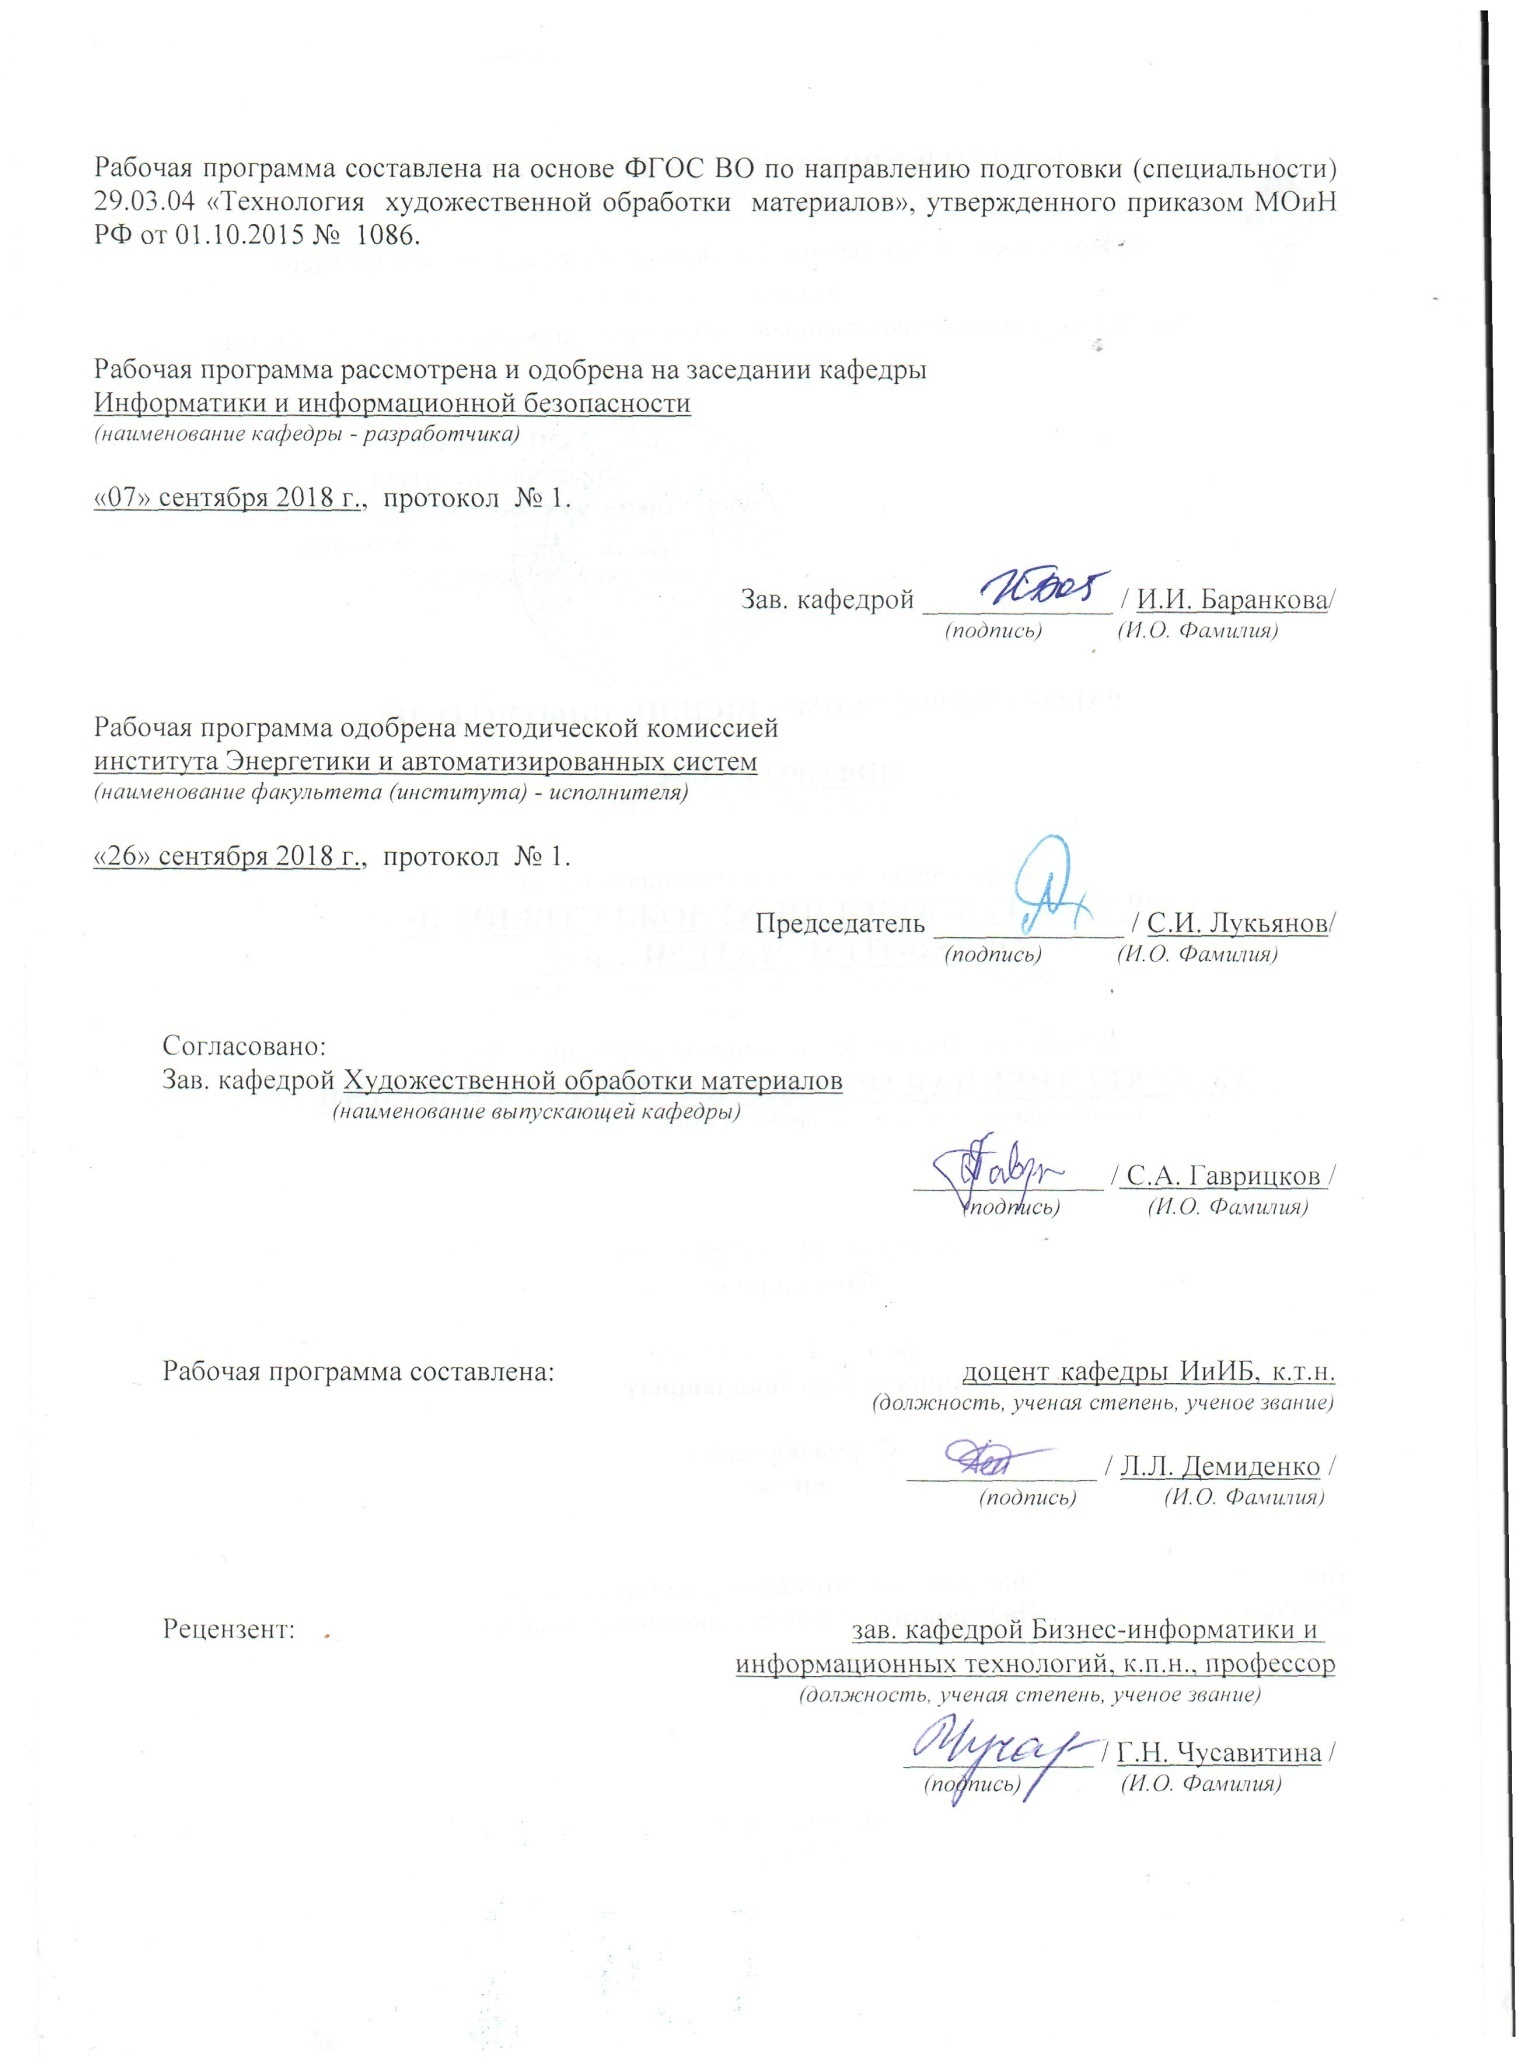 Рабочая программа составлена на основе ФГОС ВО по направлению подготовки (специальности)
29.03.04 «Технология художественной обработки материалов», утвержденного приказом МОиН
РФ от 01.10.2015 № 1086.
Рабочая программа рассмотрена и одобрена на заседании кафедры
Информатики и информационной безопасности
(наименование кафедры - разработчика)
«07» сентября 2018 г., протокол № 1.
Зав. кафедрой _____________ / И.И. Баранкова/
(подпись) (И.О. Фамилия)
Рабочая программа одобрена методической комиссией
института Энергетики и автоматизированных систем
(наименование факультета (института) - исполнителя)
«26» сентября 2018 г., протокол № 1.
Председатель _____________ / С.И. Лукьянов/
(подпись) (И.О. Фамилия)
Согласовано:
Зав. кафедрой Художественной обработки материалов
(наименование выпускающей кафедры)
_____________ / С.А. Гаврицков /
(подпись) (И.О. Фамилия)
Рабочая программа составлена: доцент кафедры ИиИБ, к.т.н.
(должность, ученая степень, ученое звание)
_____________ / Л.Л. Демиденко /
(подпись) (И.О. Фамилия)
Рецензент: зав. кафедрой Бизнес-информатики и
информационных технологий, к.п.н., профессор
(должность, ученая степень, ученое звание)
_____________ / Г.Н. Чусавитина /
(подпись) (И.О. Фамилия)